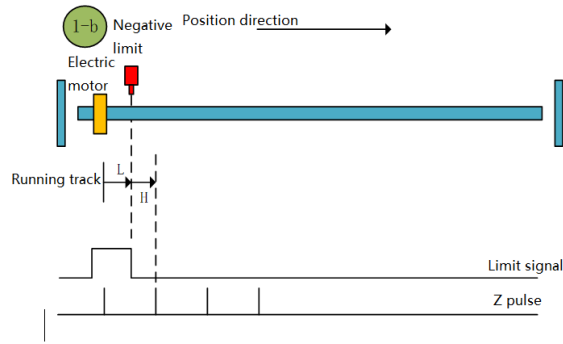 1-b
Negative
limit
Position direction
Electric
motor
Running track
L
H
Limit signal
Z pulse